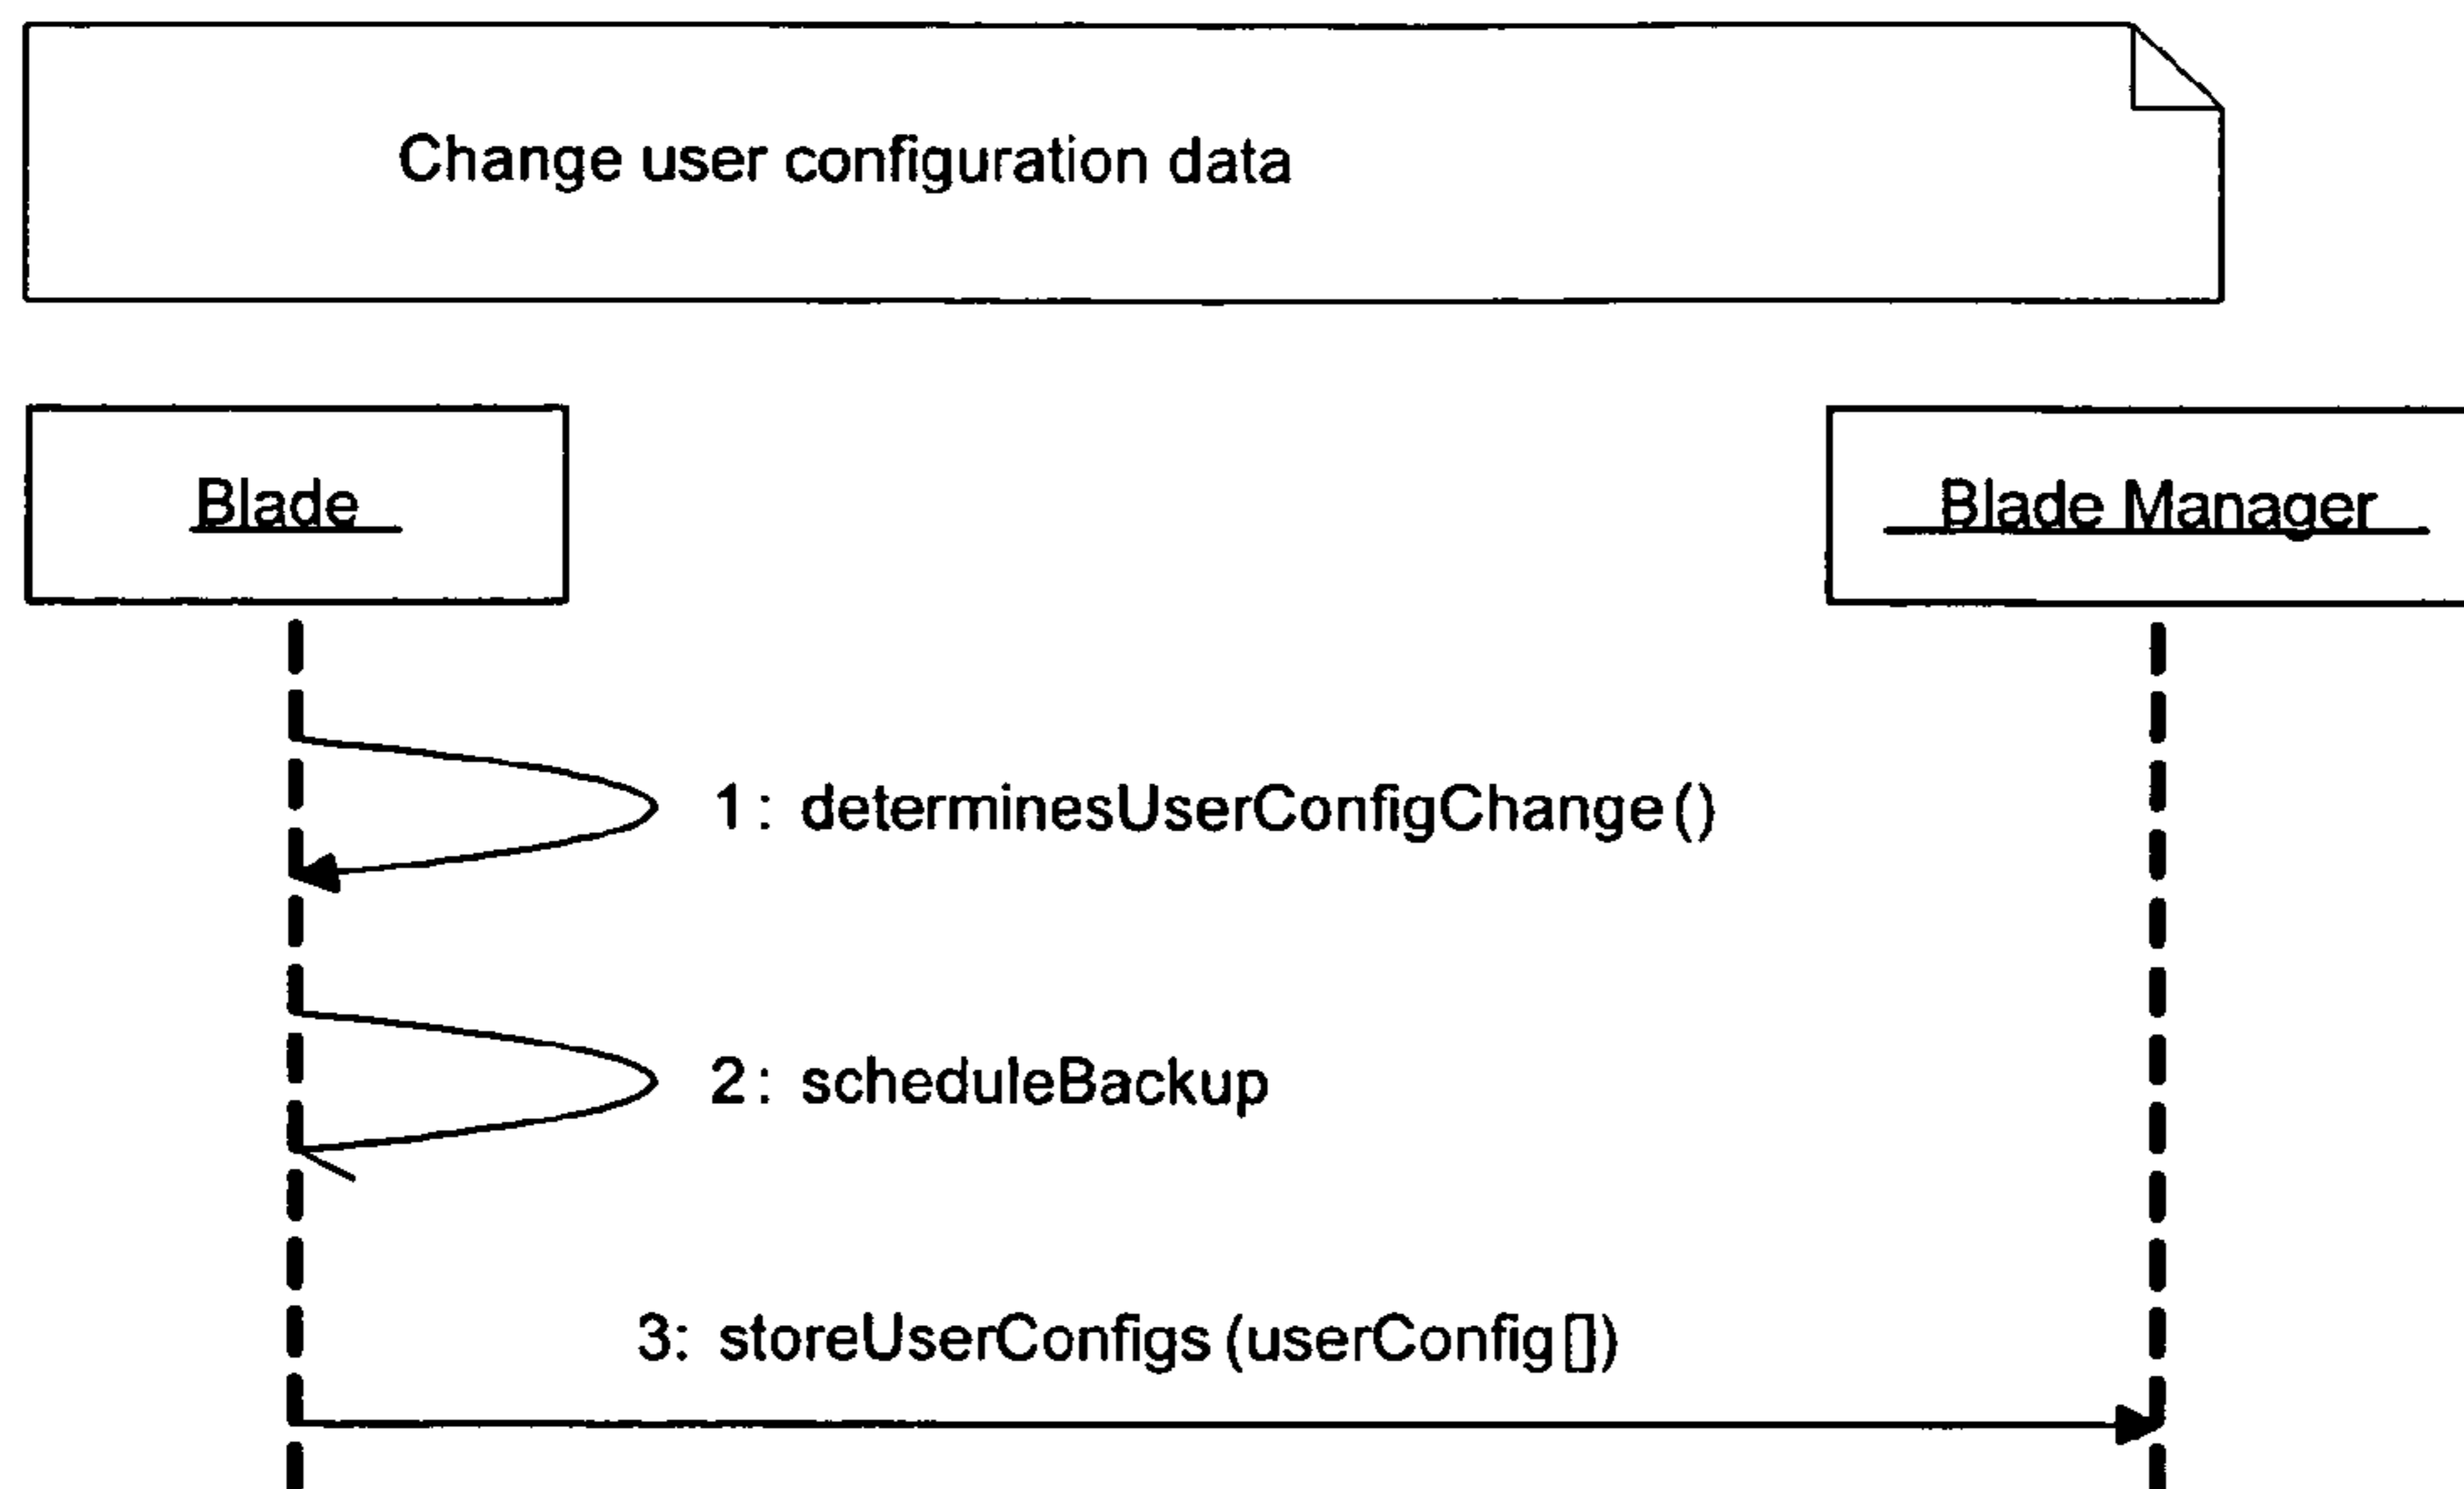 Change user configuration data
Blade
Blade Manager
1: determinesUserConfigChange()
2: scheduleBackup
3: storeUserConfigs(userConfig[])